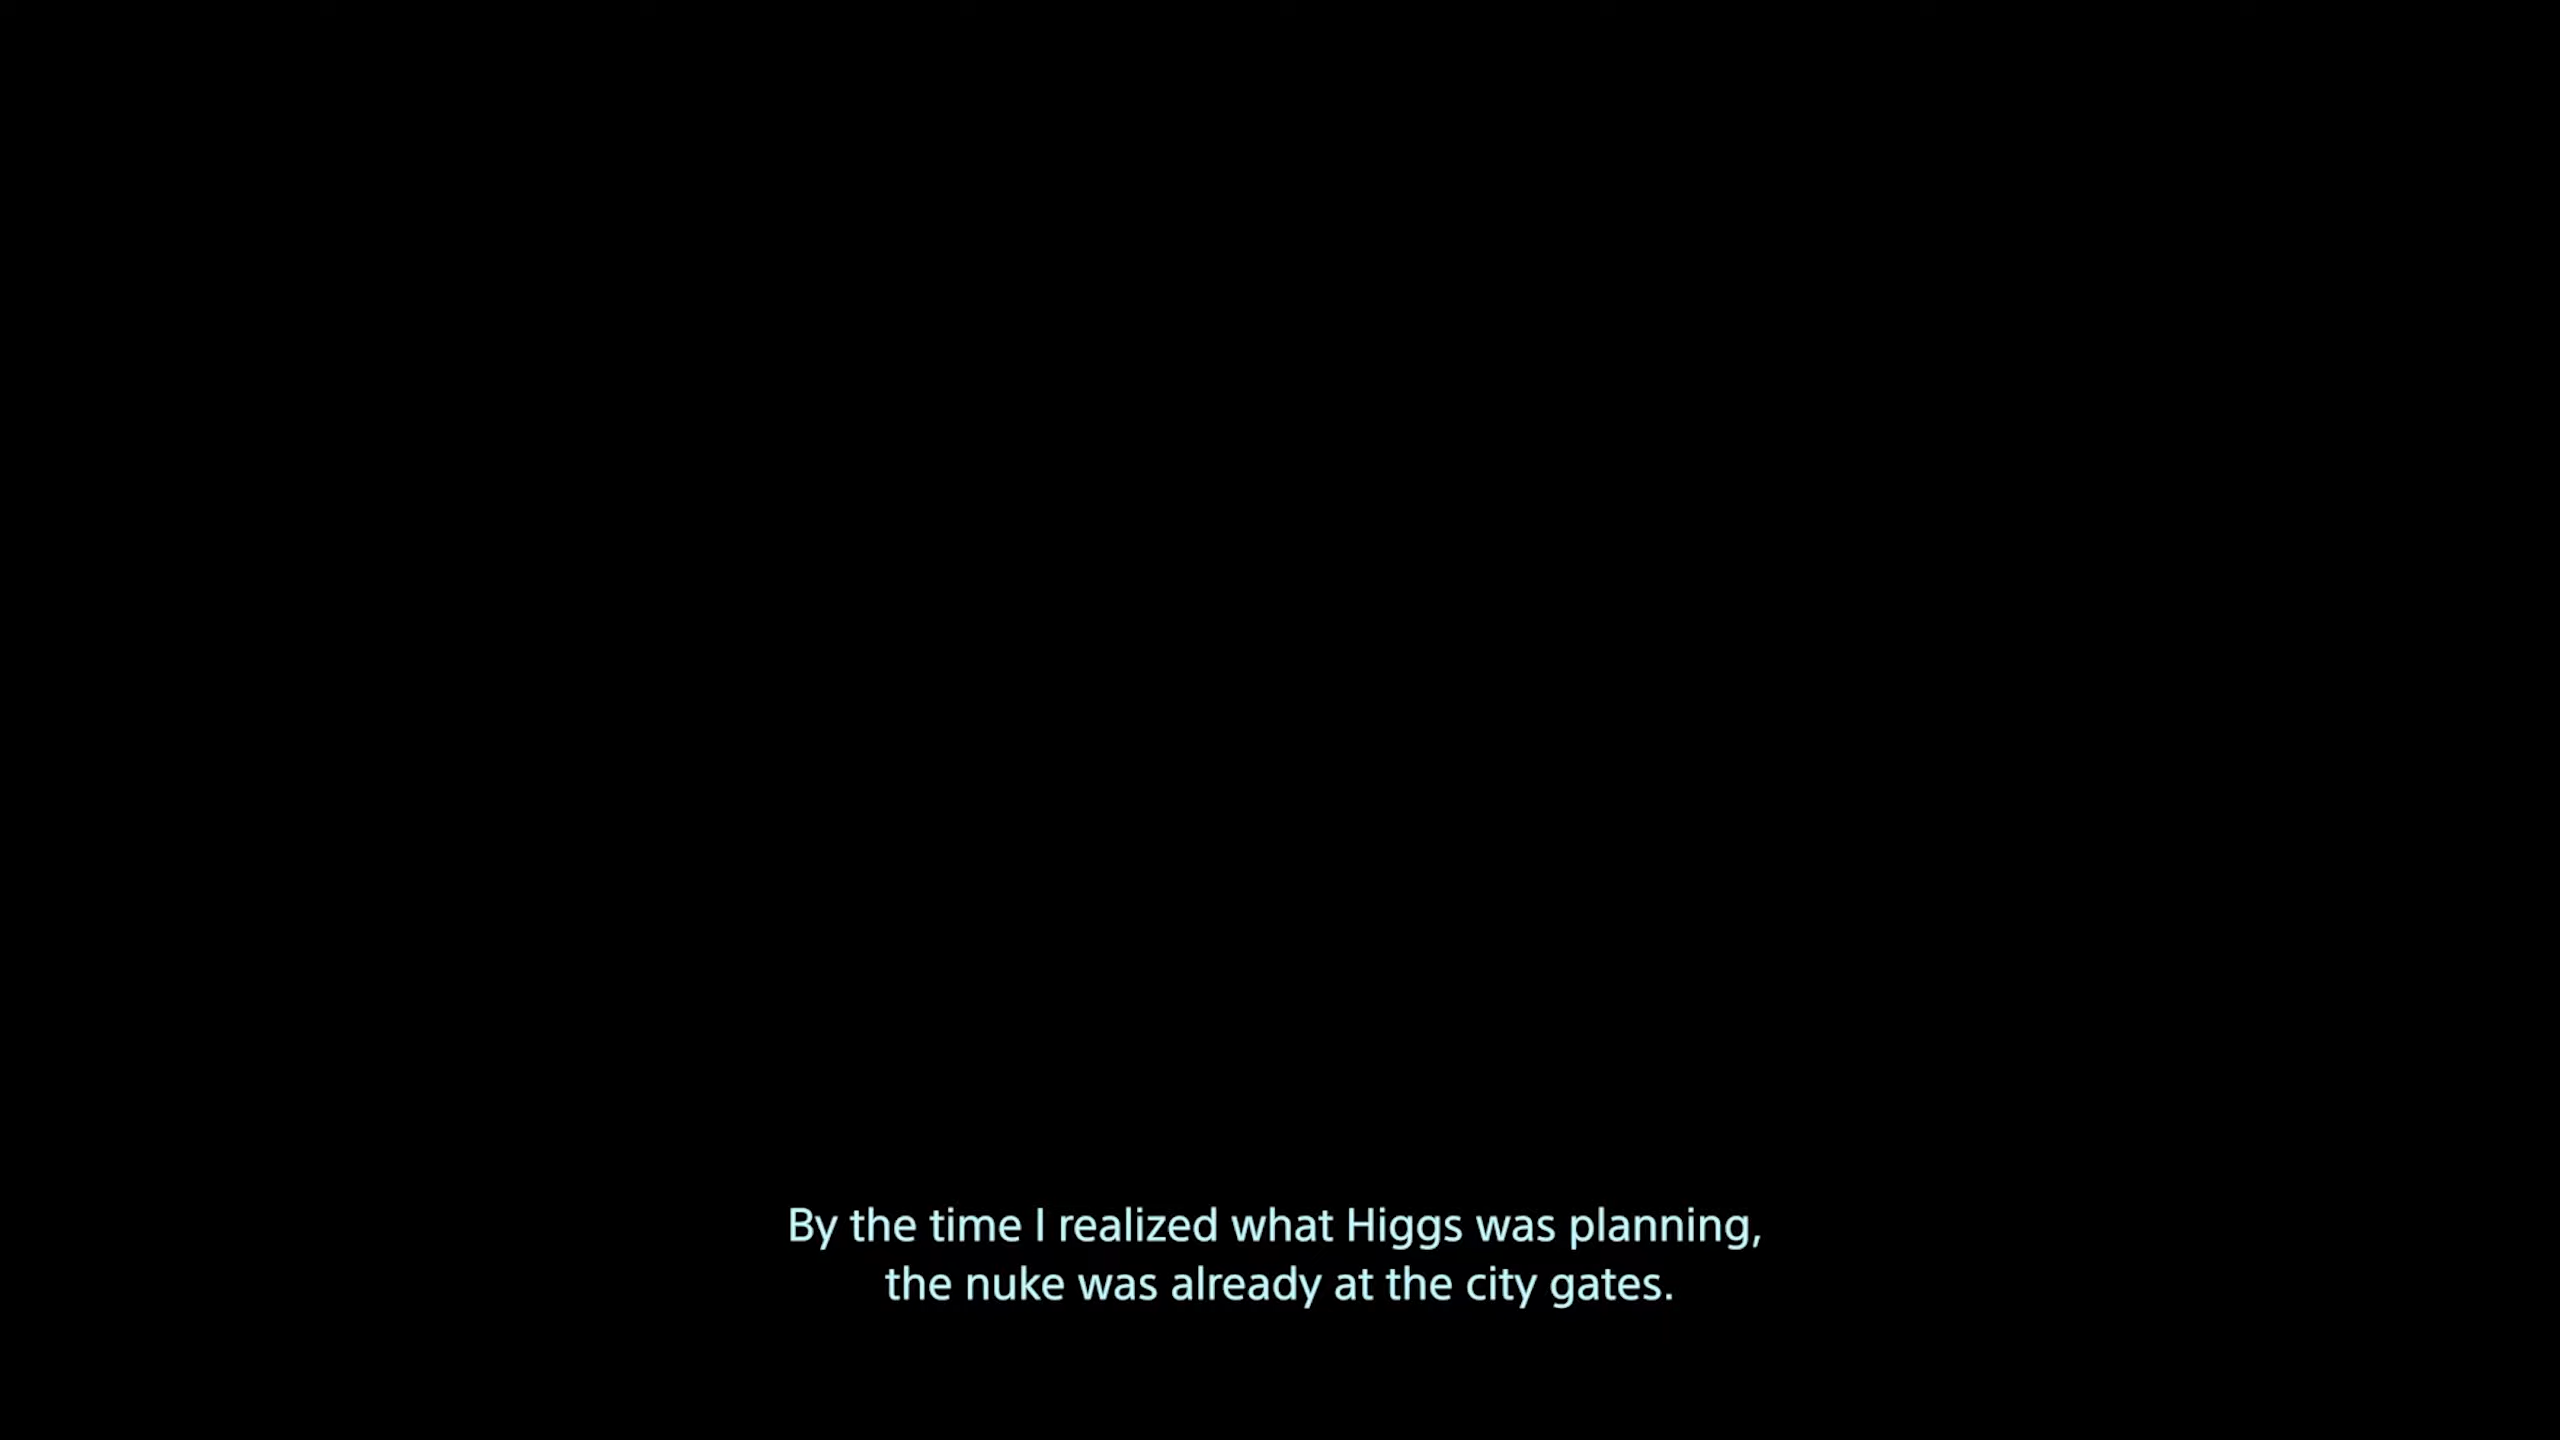 By the time I realized what Higgs was planning,
the nuke was already at the city gates.